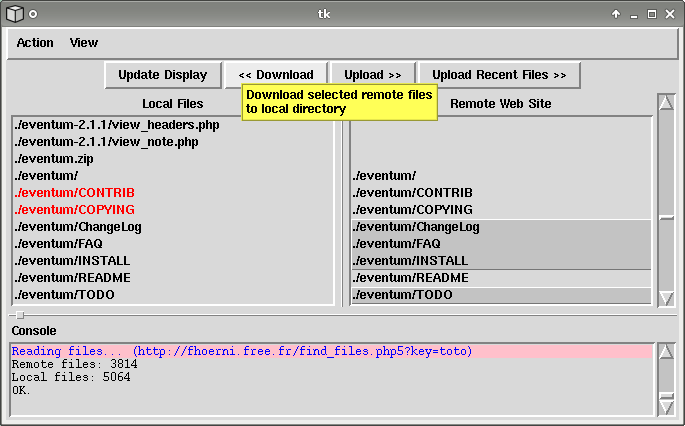 tk
Action View
Update Display << Download Upload >> Upload Recent Files >>
Download selected remote files
to local directory
Local Files Remote Web Site
./eventum-2.1.1/view_headers.php
./eventum-2.1.1/view_note.php
./eventum.zip
./eventum/ ./eventum/
./eventum/CONTRIB ./eventum/CONTRIB
./eventum/COPYING ./eventum/COPYING
./eventum/ChangeLog ./eventum/ChangeLog
./eventum/FAQ ./eventum/FAQ
./eventum/INSTALL ./eventum/INSTALL
./eventum/README ./eventum/README
./eventum/TODO ./eventum/TODO
Console
Reading files... (http://fhoerni.free.fr/find_files.php5?key=toto)
Remote files: 3814
Local files: 5064
OK.